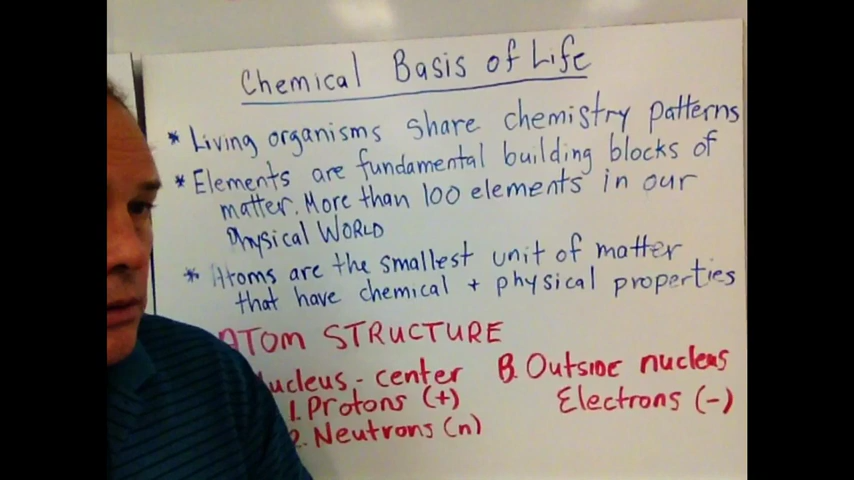 Chemical Basis of Life
* Living organisms share chemistry patterns
* Elements are fundamental building blocks of
matter. More than 100 elements in our
Physical WORLD
* Atoms are the smallest unit of matter
that have chemical + physical properties
ATOM STRUCTURE
Nucleus - center
1. Protons (+)
2. Neutrons (n)
B. Outside nucleus
Electrons (-)